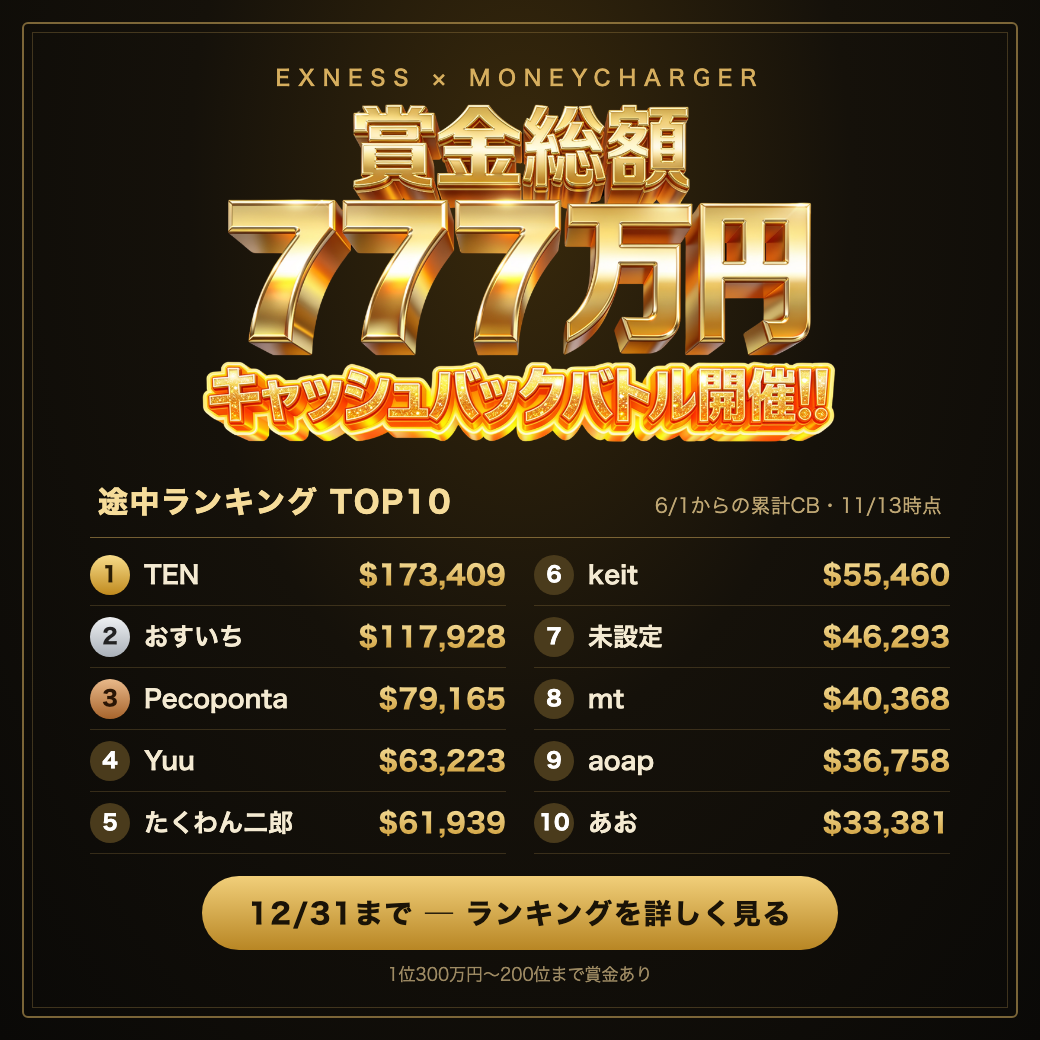 EXNESS × MONEYCHARGER
賞金総額
777万円
キャッシュバックバトル開催!!
途中ランキング TOP10
6/1からの累計CB・11/13時点
1 TEN $173,409
2 おすいち $117,928
3 Pecoponta $79,165
4 Yuu $63,223
5 たくわん二郎 $61,939
6 keit $55,460
7 未設定 $46,293
8 mt $40,368
9 aoap $36,758
10 あお $33,381
12/31まで — ランキングを詳しく見る
1位300万円〜200位まで賞金あり